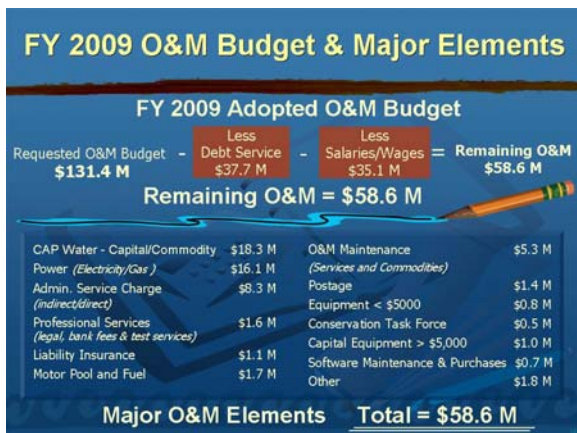 FY 2009 O&M Budget & Major Elements
FY 2009 Adopted O&M Budget
Requested O&M Budget
$131.4 M
-
Less
Debt Service
$37.7 M
-
Less
Salaries/Wages
$35.1 M
=
Remaining O&M
$58.6 M
Remaining O&M = $58.6 M
CAP Water - Capital/Commodity $18.3 M
Power (Electricity/Gas ) $16.1 M
Admin. Service Charge $8.3 M
(indirect/direct)
Professional Services $1.6 M
(legal, bank fees & test services)
Liability Insurance $1.1 M
Motor Pool and Fuel $1.7 M
O&M Maintenance $5.3 M
(Services and Commodities)
Postage $1.4 M
Equipment < $5000 $0.8 M
Conservation Task Force $0.5 M
Capital Equipment > $5,000 $1.0 M
Software Maintenance & Purchases $0.7 M
Other $1.8 M
Major O&M Elements Total = $58.6 M